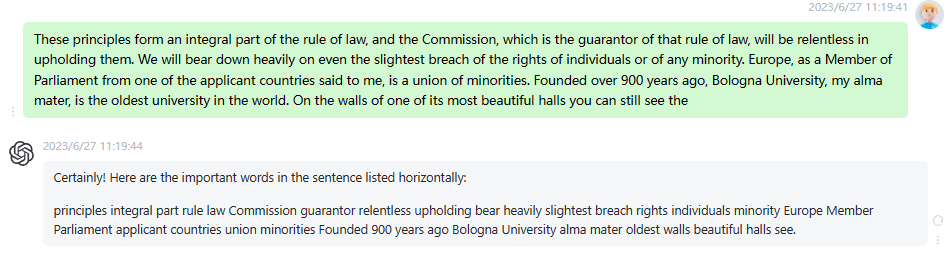 2023/6/27 11:19:41
These principles form an integral part of the rule of law, and the Commission, which is the guarantor of that rule of law, will be relentless in
upholding them. We will bear down heavily on even the slightest breach of the rights of individuals or of any minority. Europe, as a Member of
Parliament from one of the applicant countries said to me, is a union of minorities. Founded over 900 years ago, Bologna University, my alma
mater, is the oldest university in the world. On the walls of one of its most beautiful halls you can still see the
2023/6/27 11:19:44
Certainly! Here are the important words in the sentence listed horizontally:
principles integral part rule law Commission guarantor relentless upholding bear heavily slightest breach rights individuals minority Europe Member
Parliament applicant countries union minorities Founded 900 years ago Bologna University alma mater oldest walls beautiful halls see.